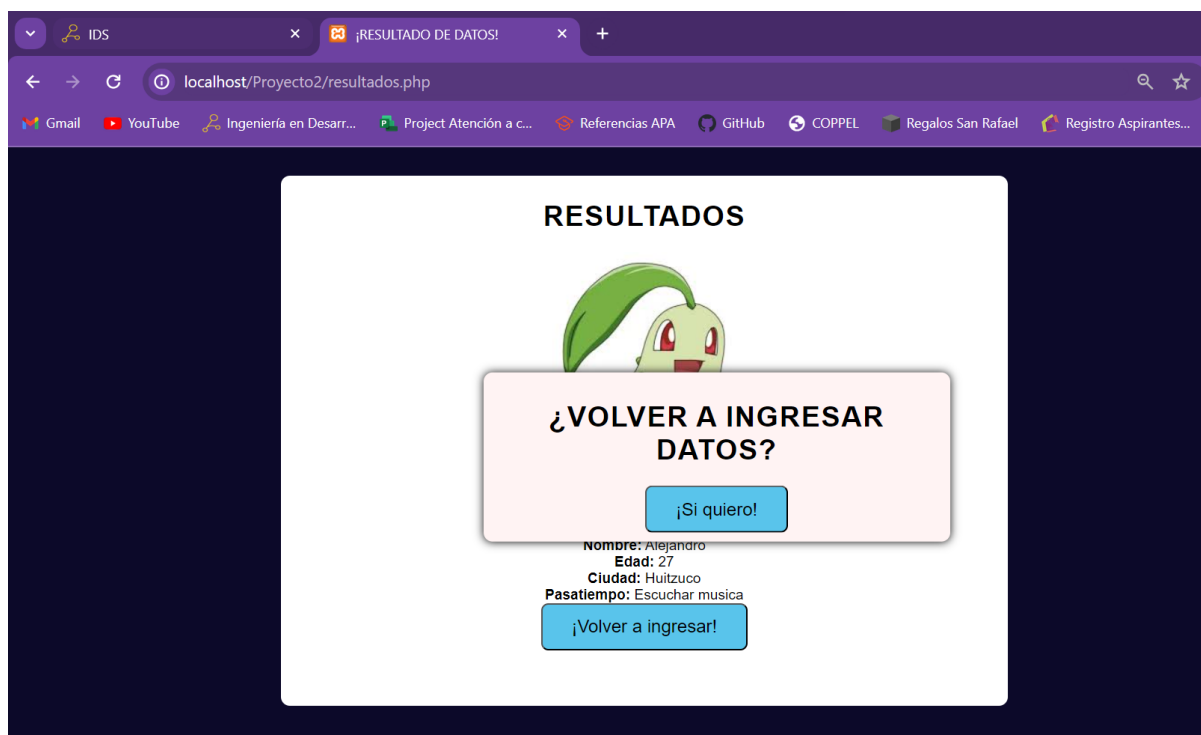 IDS
¡RESULTADO DE DATOS!
localhost/Proyecto2/resultados.php
Gmail
YouTube
Ingeniería en Desarr...
Project Atención a c...
Referencias APA
GitHub
COPPEL
Regalos San Rafael
Registro Aspirantes...
RESULTADOS
¿VOLVER A INGRESAR
DATOS?
¡Si quiero!
Nombre: Alejandro
Edad: 27
Ciudad: Huitzuco
Pasatiempo: Escuchar musica
¡Volver a ingresar!